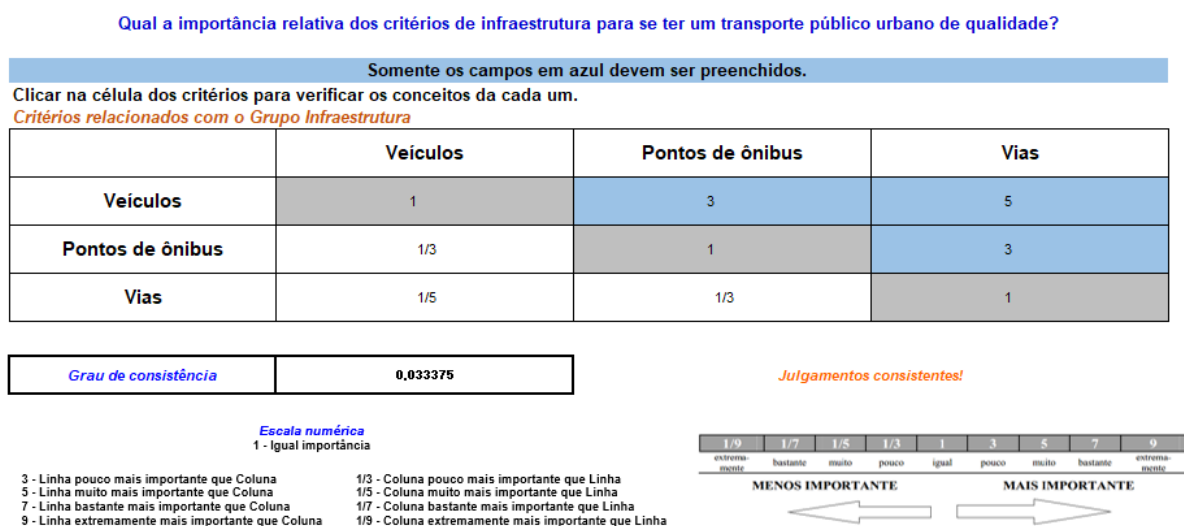 Qual a importância relativa dos critérios de infraestrutura para se ter um transporte público urbano de qualidade?
Somente os campos em azul devem ser preenchidos.
Clicar na célula dos critérios para verificar os conceitos da cada um.
Critérios relacionados com o Grupo Infraestrutura
Veículos Pontos de ônibus Vias
Veículos 1 3 5
Pontos de ônibus 1/3 1 3
Vias 1/5 1/3 1
Grau de consistência 0,033375 Julgamentos consistentes!
Escala numérica
1 - Igual importância
3 - Linha pouco mais importante que Coluna
5 - Linha muito mais importante que Coluna
7 - Linha bastante mais importante que Coluna
9 - Linha extremamente mais importante que Coluna
1/3 - Coluna pouco mais importante que Linha
1/5 - Coluna muito mais importante que Linha
1/7 - Coluna bastante mais importante que Linha
1/9 - Coluna extremamente mais importante que Linha
1/9 1/7 1/5 1/3 1 3 5 7 9
extrema-mente bastante muito pouco igual pouco muito bastante extrema-mente
MENOS IMPORTANTE MAIS IMPORTANTE